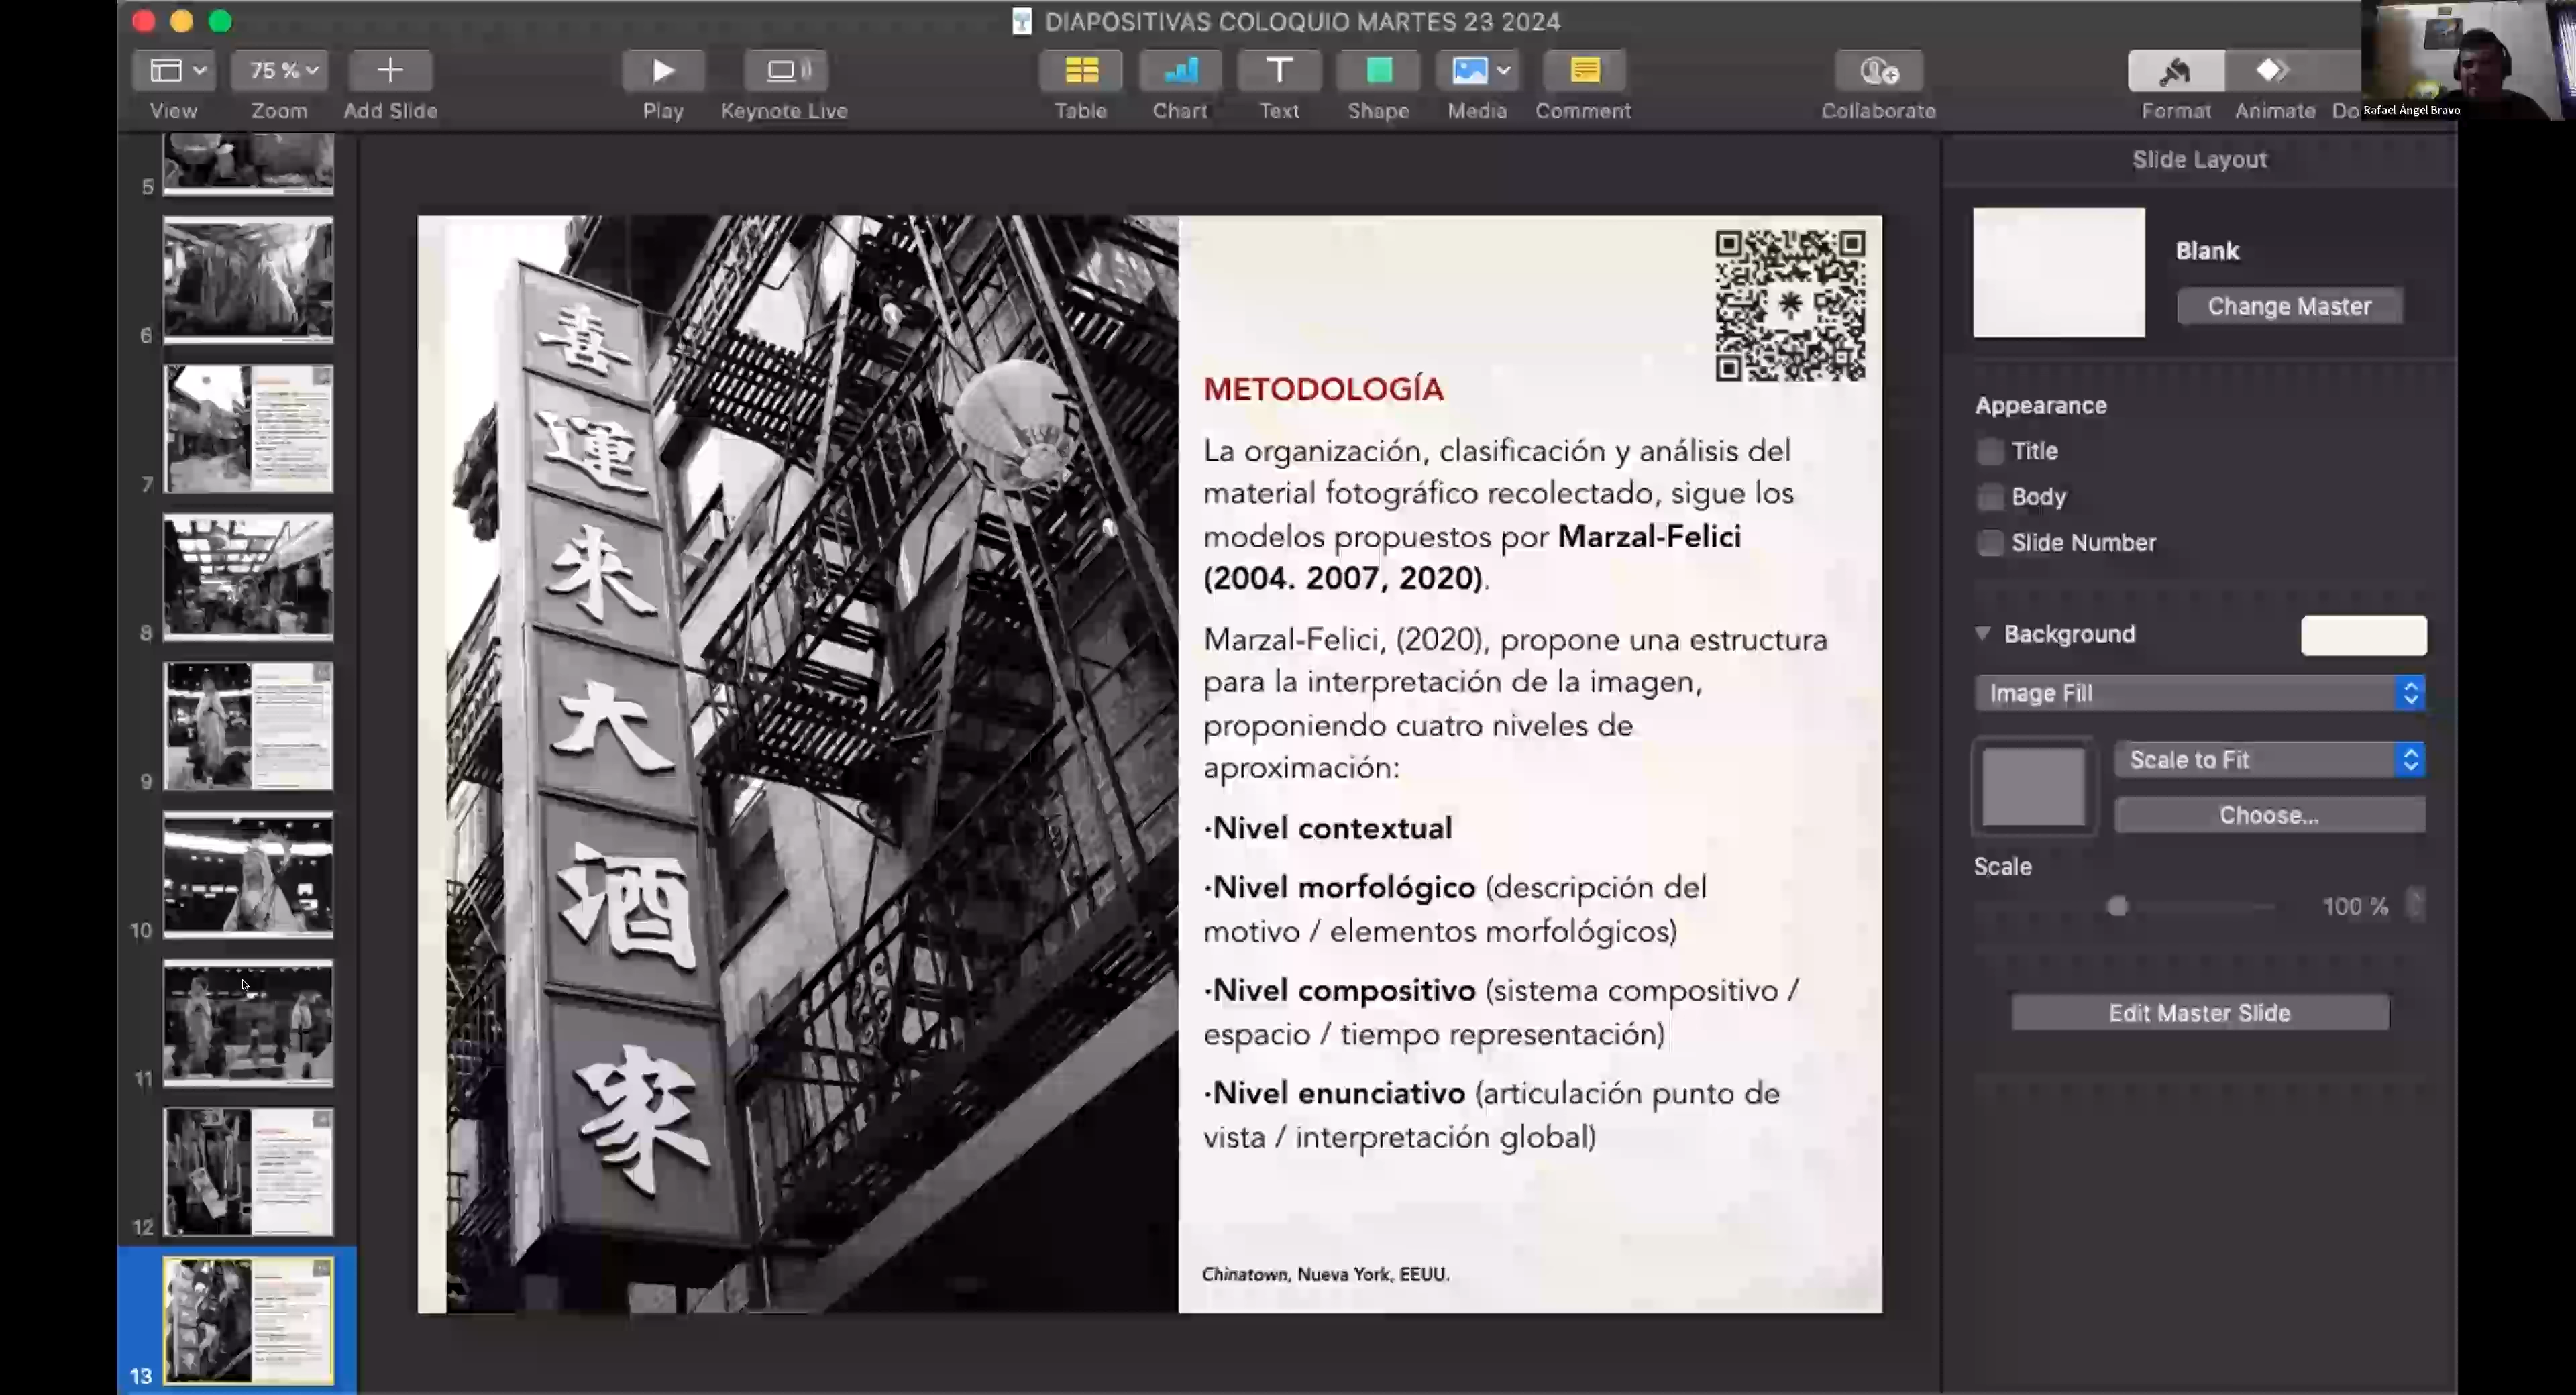 DIAPOSITIVAS COLOQUIO MARTES 23 2024
75 %
View
Zoom
Add Slide
Play
Keynote Live
Table
Chart
Text
Shape
Media
Comment
Collaborate
Format
Animate
Do
Rafael Ángel Bravo
5
6
7
8
9
10
11
12
13
喜
運
來
大
酒
家
METODOLOGÍA
La organización, clasificación y análisis del
material fotográfico recolectado, sigue los
modelos propuestos por Marzal-Felici
(2004. 2007, 2020).
Marzal-Felici, (2020), propone una estructura
para la interpretación de la imagen,
proponiendo cuatro niveles de
aproximación:
·Nivel contextual
·Nivel morfológico (descripción del
motivo / elementos morfológicos)
·Nivel compositivo (sistema compositivo /
espacio / tiempo representación)
·Nivel enunciativo (articulación punto de
vista / interpretación global)
Chinatown, Nueva York, EEUU.
Slide Layout
Blank
Change Master
Appearance
Title
Body
Slide Number
Background
Image Fill
Scale to Fit
Choose...
Scale
100 %
Edit Master Slide